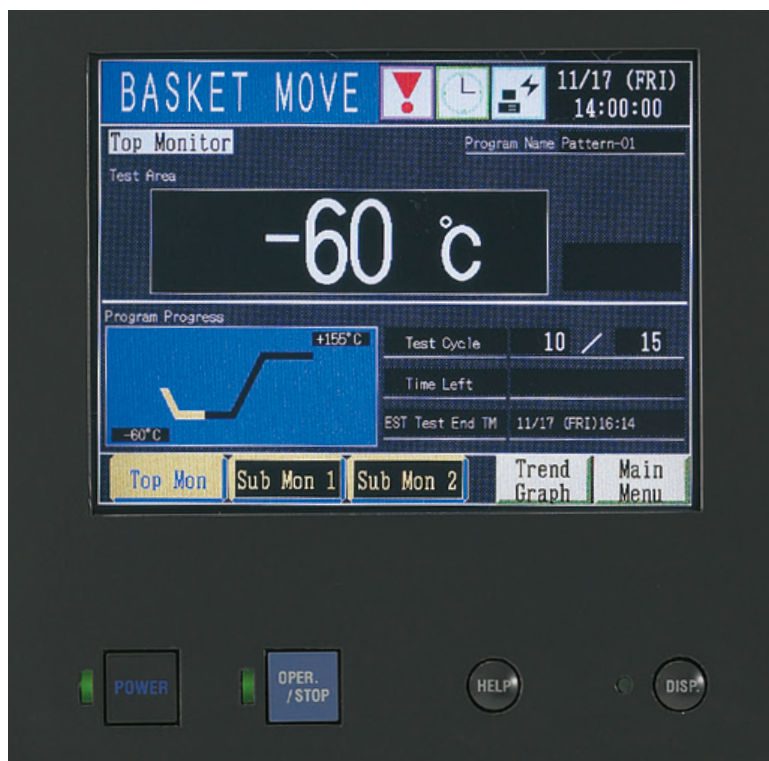 BASKET MOVE
11/17 (FRI)
14:00:00
Top Monitor
Program Name Pattern-01
Test Area
-60 ℃
Program Progress
+155°C
-60°C
Test Cycle 10 / 15
Time Left
EST Test End TM 11/17 (FRI)16:14
Top Mon
Sub Mon 1
Sub Mon 2
Trend
Graph
Main
Menu
POWER
OPER.
/STOP
HELP
DISP.